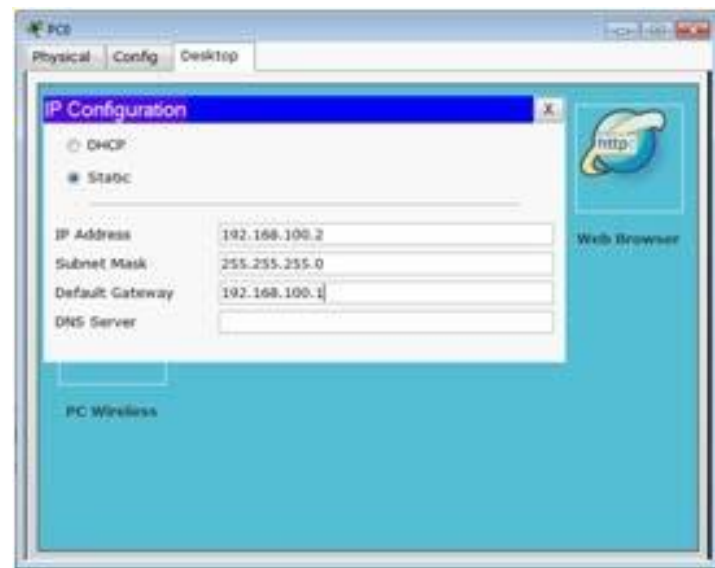 PC0
Physical Config Desktop
IP Configuration X
DHCP
Static
IP Address 192.168.100.2
Subnet Mask 255.255.255.0
Default Gateway 192.168.100.1
DNS Server
http:
Web Browser
PC Wireless